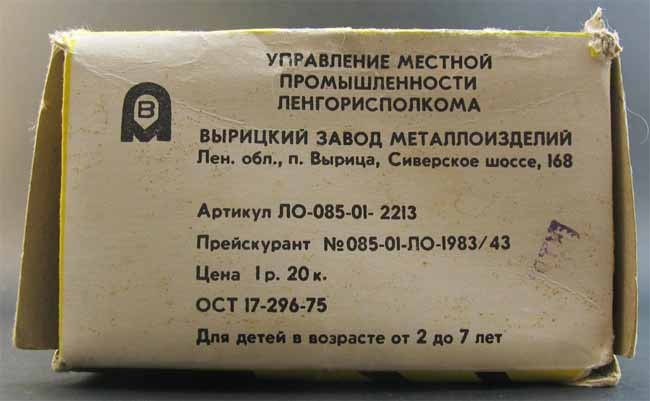 УПРАВЛЕНИЕ МЕСТНОЙ
ПРОМЫШЛЕННОСТИ
ЛЕНГОРИСПОЛКОМА
В
ВЫРИЦКИЙ ЗАВОД МЕТАЛЛОИЗДЕЛИЙ
Лен. обл., п. Вырица, Сиверское шоссе, 168
Артикул ЛО-085-01- 2213
Прейскурант №085-01-ЛО-1983/43
Цена 1 р. 20 к.
ОСТ 17-296-75
Для детей в возрасте от 2 до 7 лет